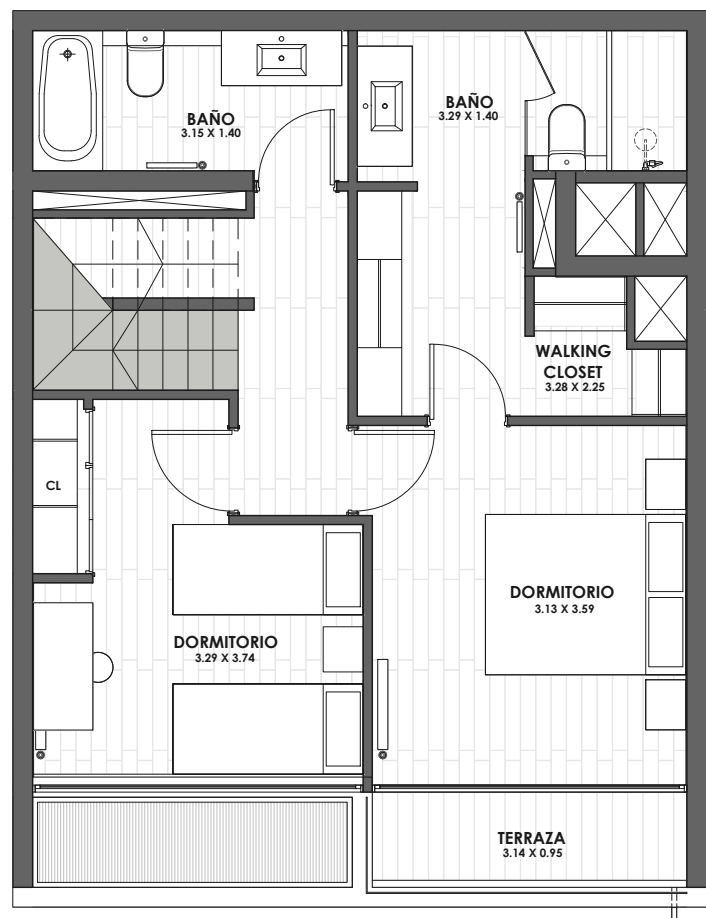 BAÑO
3.15 X 1.40
BAÑO
3.29 X 1.40
WALKING
CLOSET
3.28 X 2.25
CL
DORMITORIO
3.13 X 3.59
DORMITORIO
3.29 X 3.74
TERRAZA
3.14 X 0.95